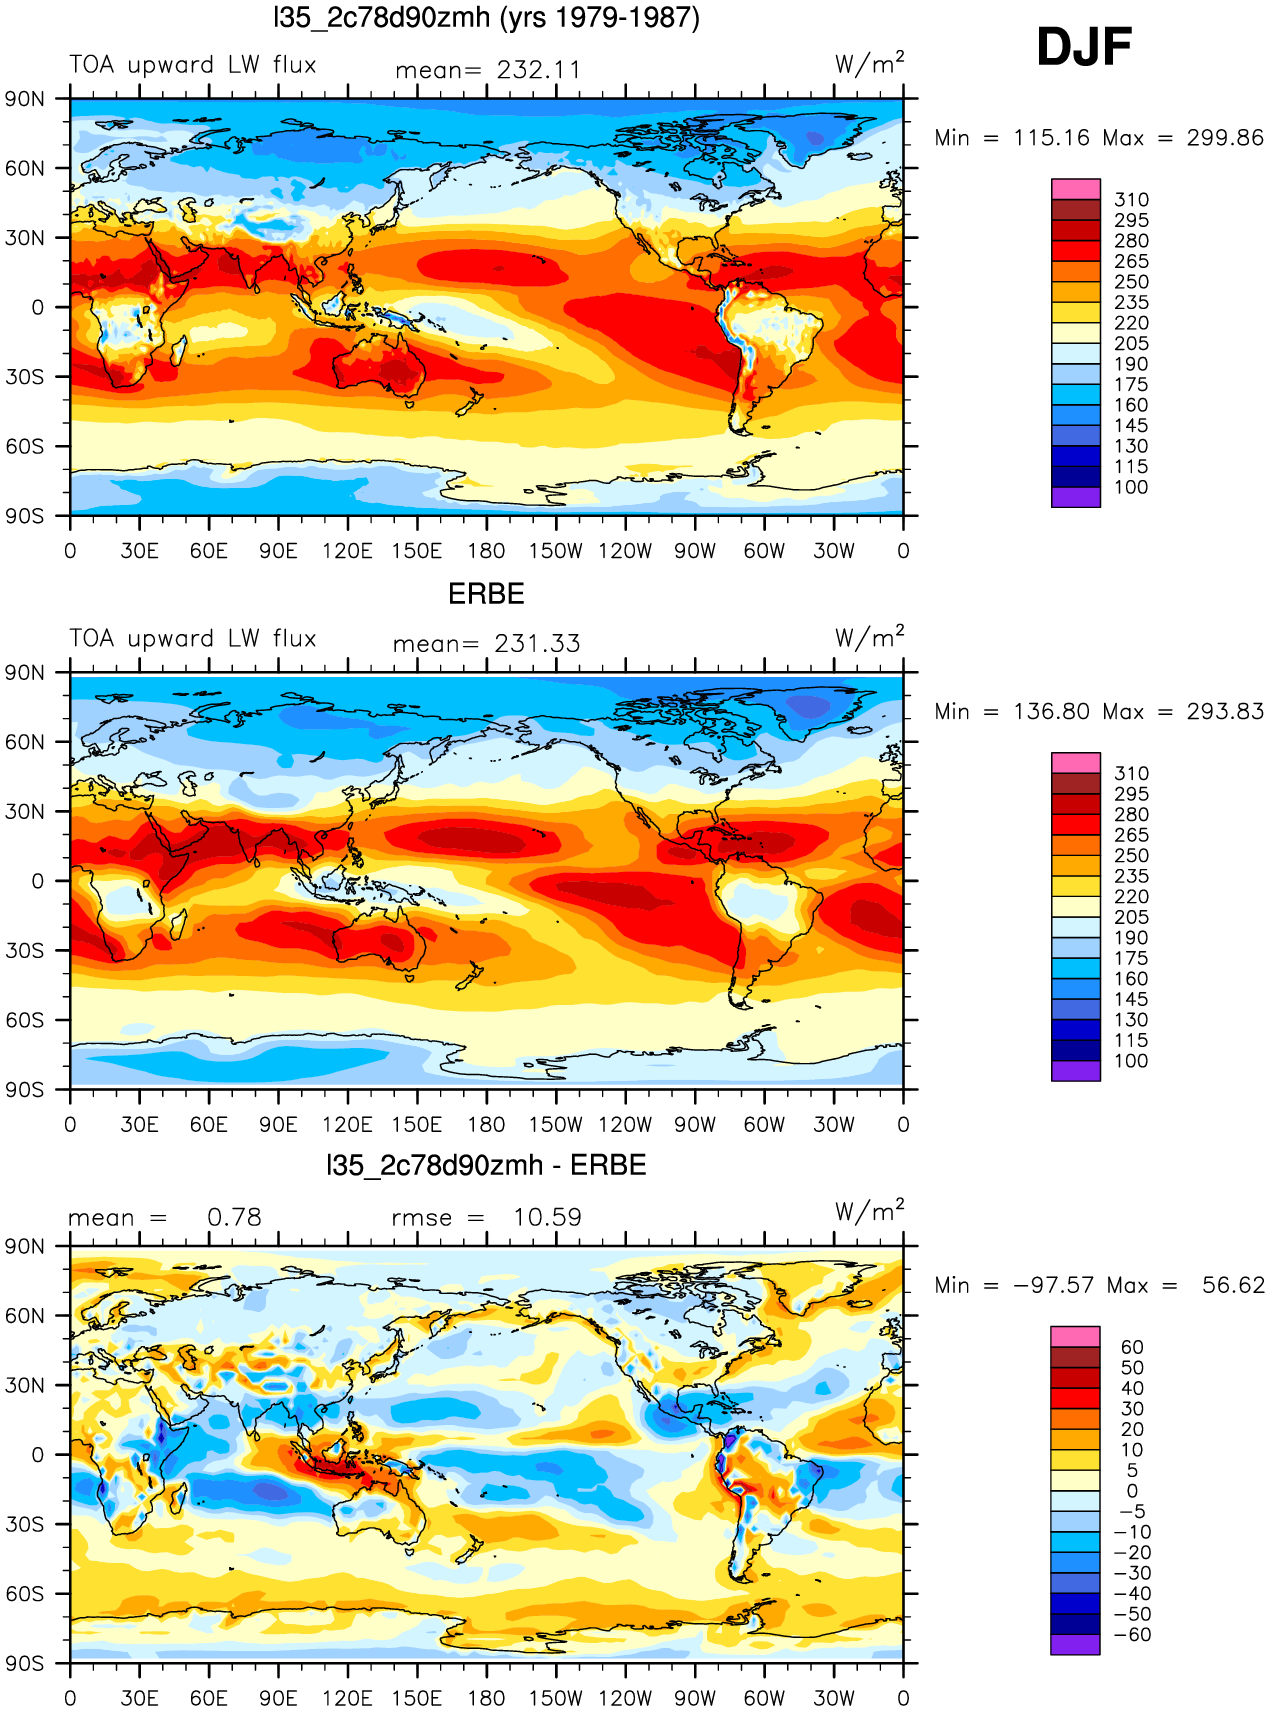 l35_2c78d90zmh (yrs 1979-1987)
DJF
TOA upward LW flux mean= 232.11 W/m²
Min = 115.16 Max = 299.86
90N
60N
30N
0
30S
60S
90S
0 30E 60E 90E 120E 150E 180 150W 120W 90W 60W 30W 0
310
295
280
265
250
235
220
205
190
175
160
145
130
115
100
ERBE
TOA upward LW flux mean= 231.33 W/m²
Min = 136.80 Max = 293.83
90N
60N
30N
0
30S
60S
90S
0 30E 60E 90E 120E 150E 180 150W 120W 90W 60W 30W 0
310
295
280
265
250
235
220
205
190
175
160
145
130
115
100
l35_2c78d90zmh - ERBE
mean = 0.78 rmse = 10.59 W/m²
Min = −97.57 Max = 56.62
90N
60N
30N
0
30S
60S
90S
0 30E 60E 90E 120E 150E 180 150W 120W 90W 60W 30W 0
60
50
40
30
20
10
5
0
−5
−10
−20
−30
−40
−50
−60